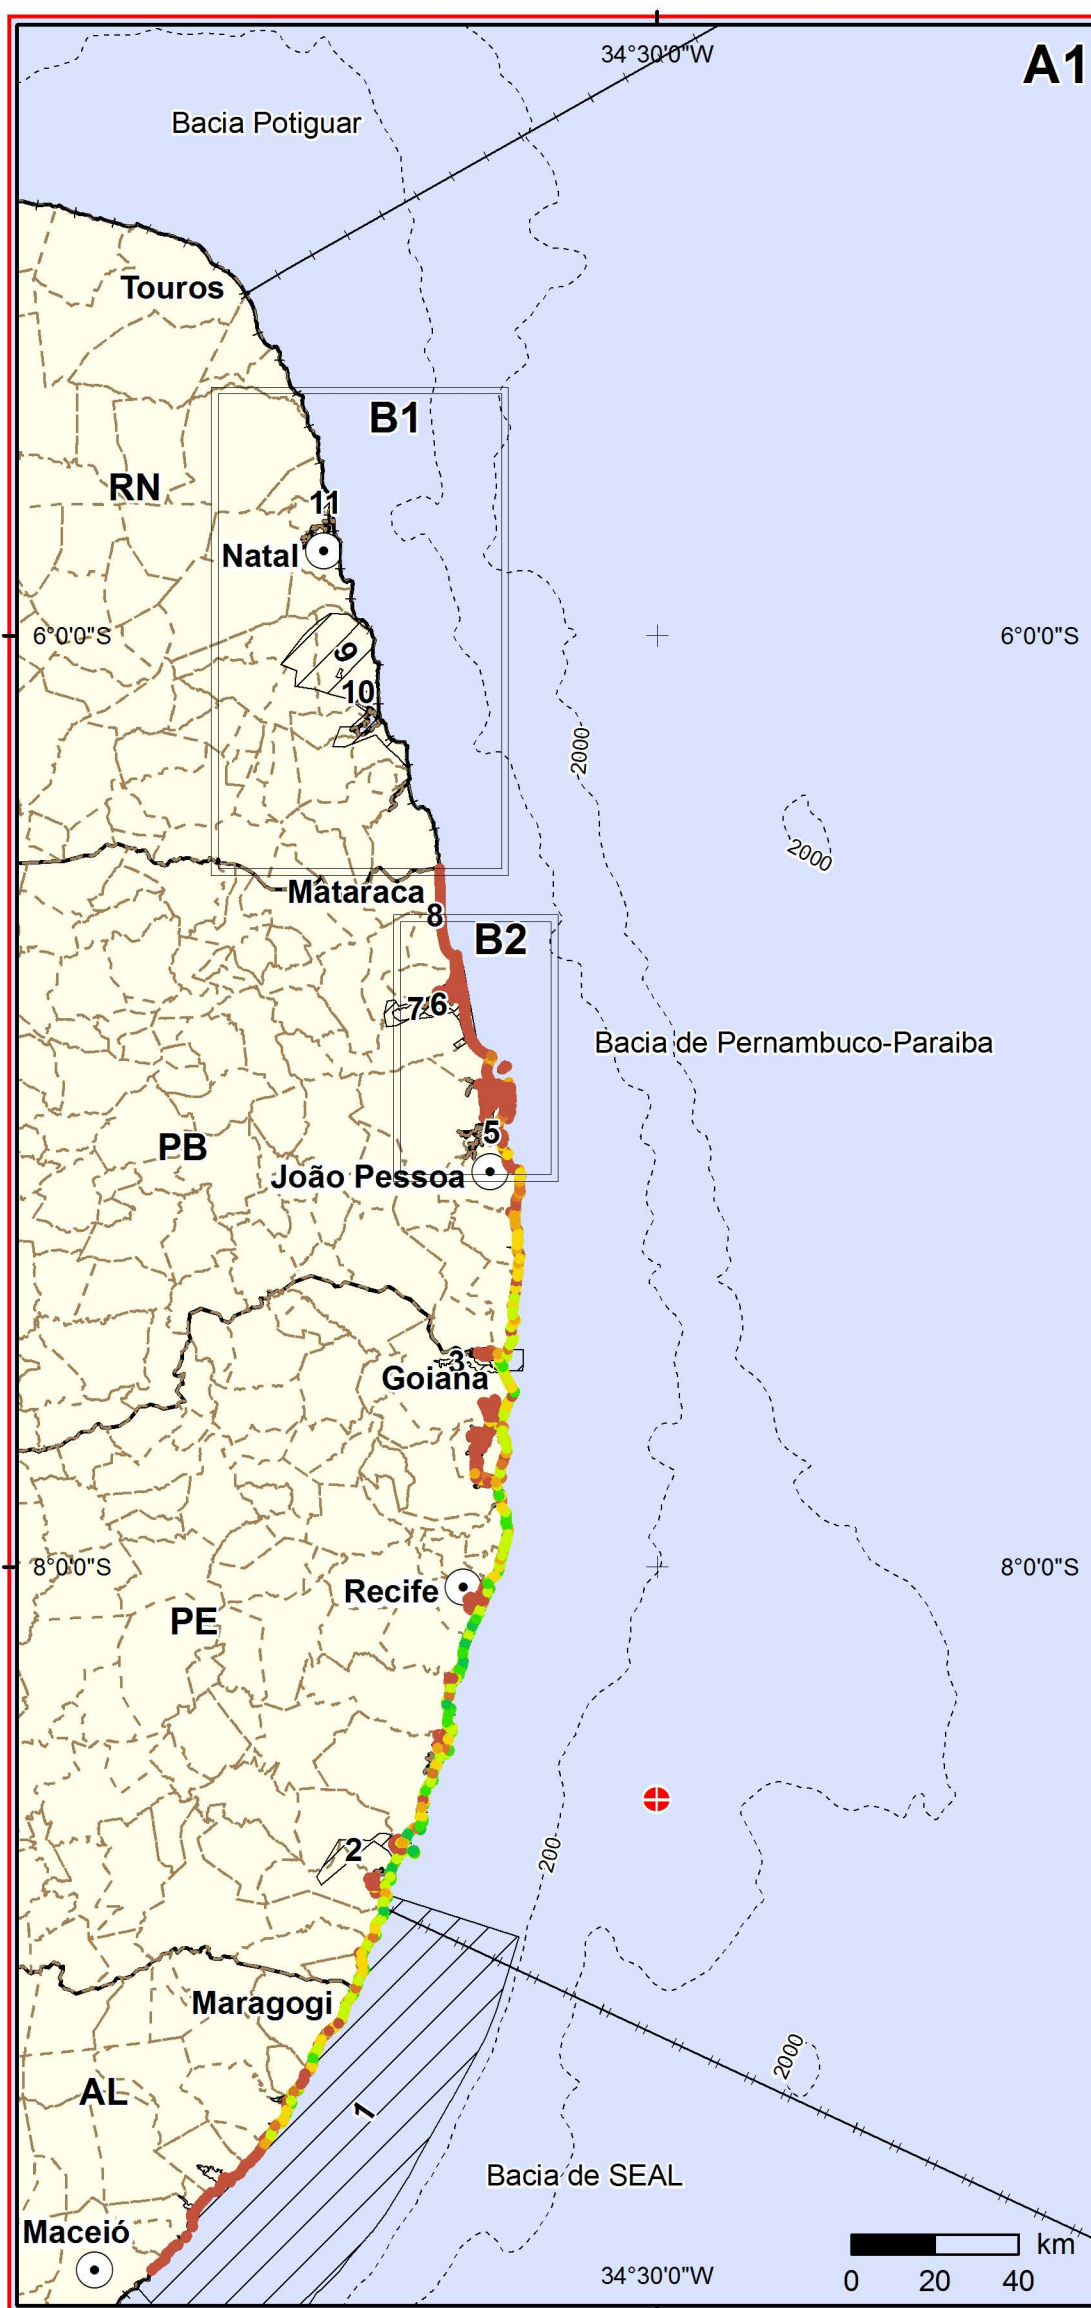 34°30'0"W
A1
Bacia Potiguar
Touros
B1
RN
11
Natal
6°0'0"S
6°0'0"S
9
10
2000
2000
Mataraca
8
B2
7
6
Bacia de Pernambuco-Paraiba
5
PB
João Pessoa
3
Goiana
8°0'0"S
8°0'0"S
Recife
PE
2
200
Maragogi
2000
AL
1
Bacia de SEAL
Maceió
34°30'0"W
km
0 20 40